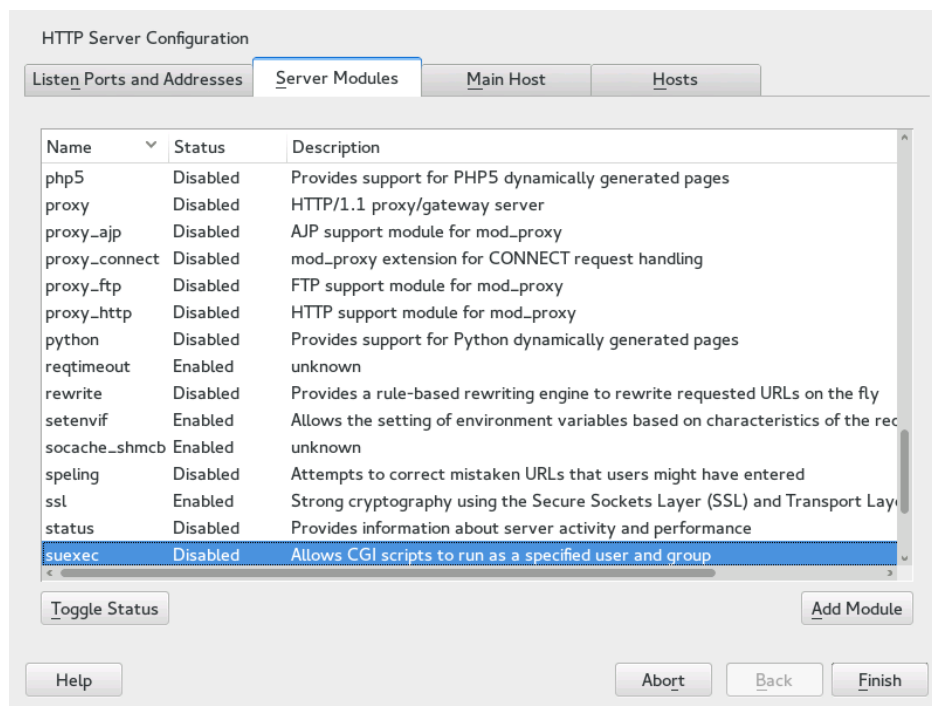 HTTP Server Configuration
Listen Ports and Addresses Server Modules Main Host Hosts
Name Status Description
php5 Disabled Provides support for PHP5 dynamically generated pages
proxy Disabled HTTP/1.1 proxy/gateway server
proxy_ajp Disabled AJP support module for mod_proxy
proxy_connect Disabled mod_proxy extension for CONNECT request handling
proxy_ftp Disabled FTP support module for mod_proxy
proxy_http Disabled HTTP support module for mod_proxy
python Disabled Provides support for Python dynamically generated pages
reqtimeout Enabled unknown
rewrite Disabled Provides a rule-based rewriting engine to rewrite requested URLs on the fly
setenvif Enabled Allows the setting of environment variables based on characteristics of the rec
socache_shmcb Enabled unknown
speling Disabled Attempts to correct mistaken URLs that users might have entered
ssl Enabled Strong cryptography using the Secure Sockets Layer (SSL) and Transport Lay
status Disabled Provides information about server activity and performance
suexec Disabled Allows CGI scripts to run as a specified user and group
Toggle Status Add Module
Help Abort Back Finish